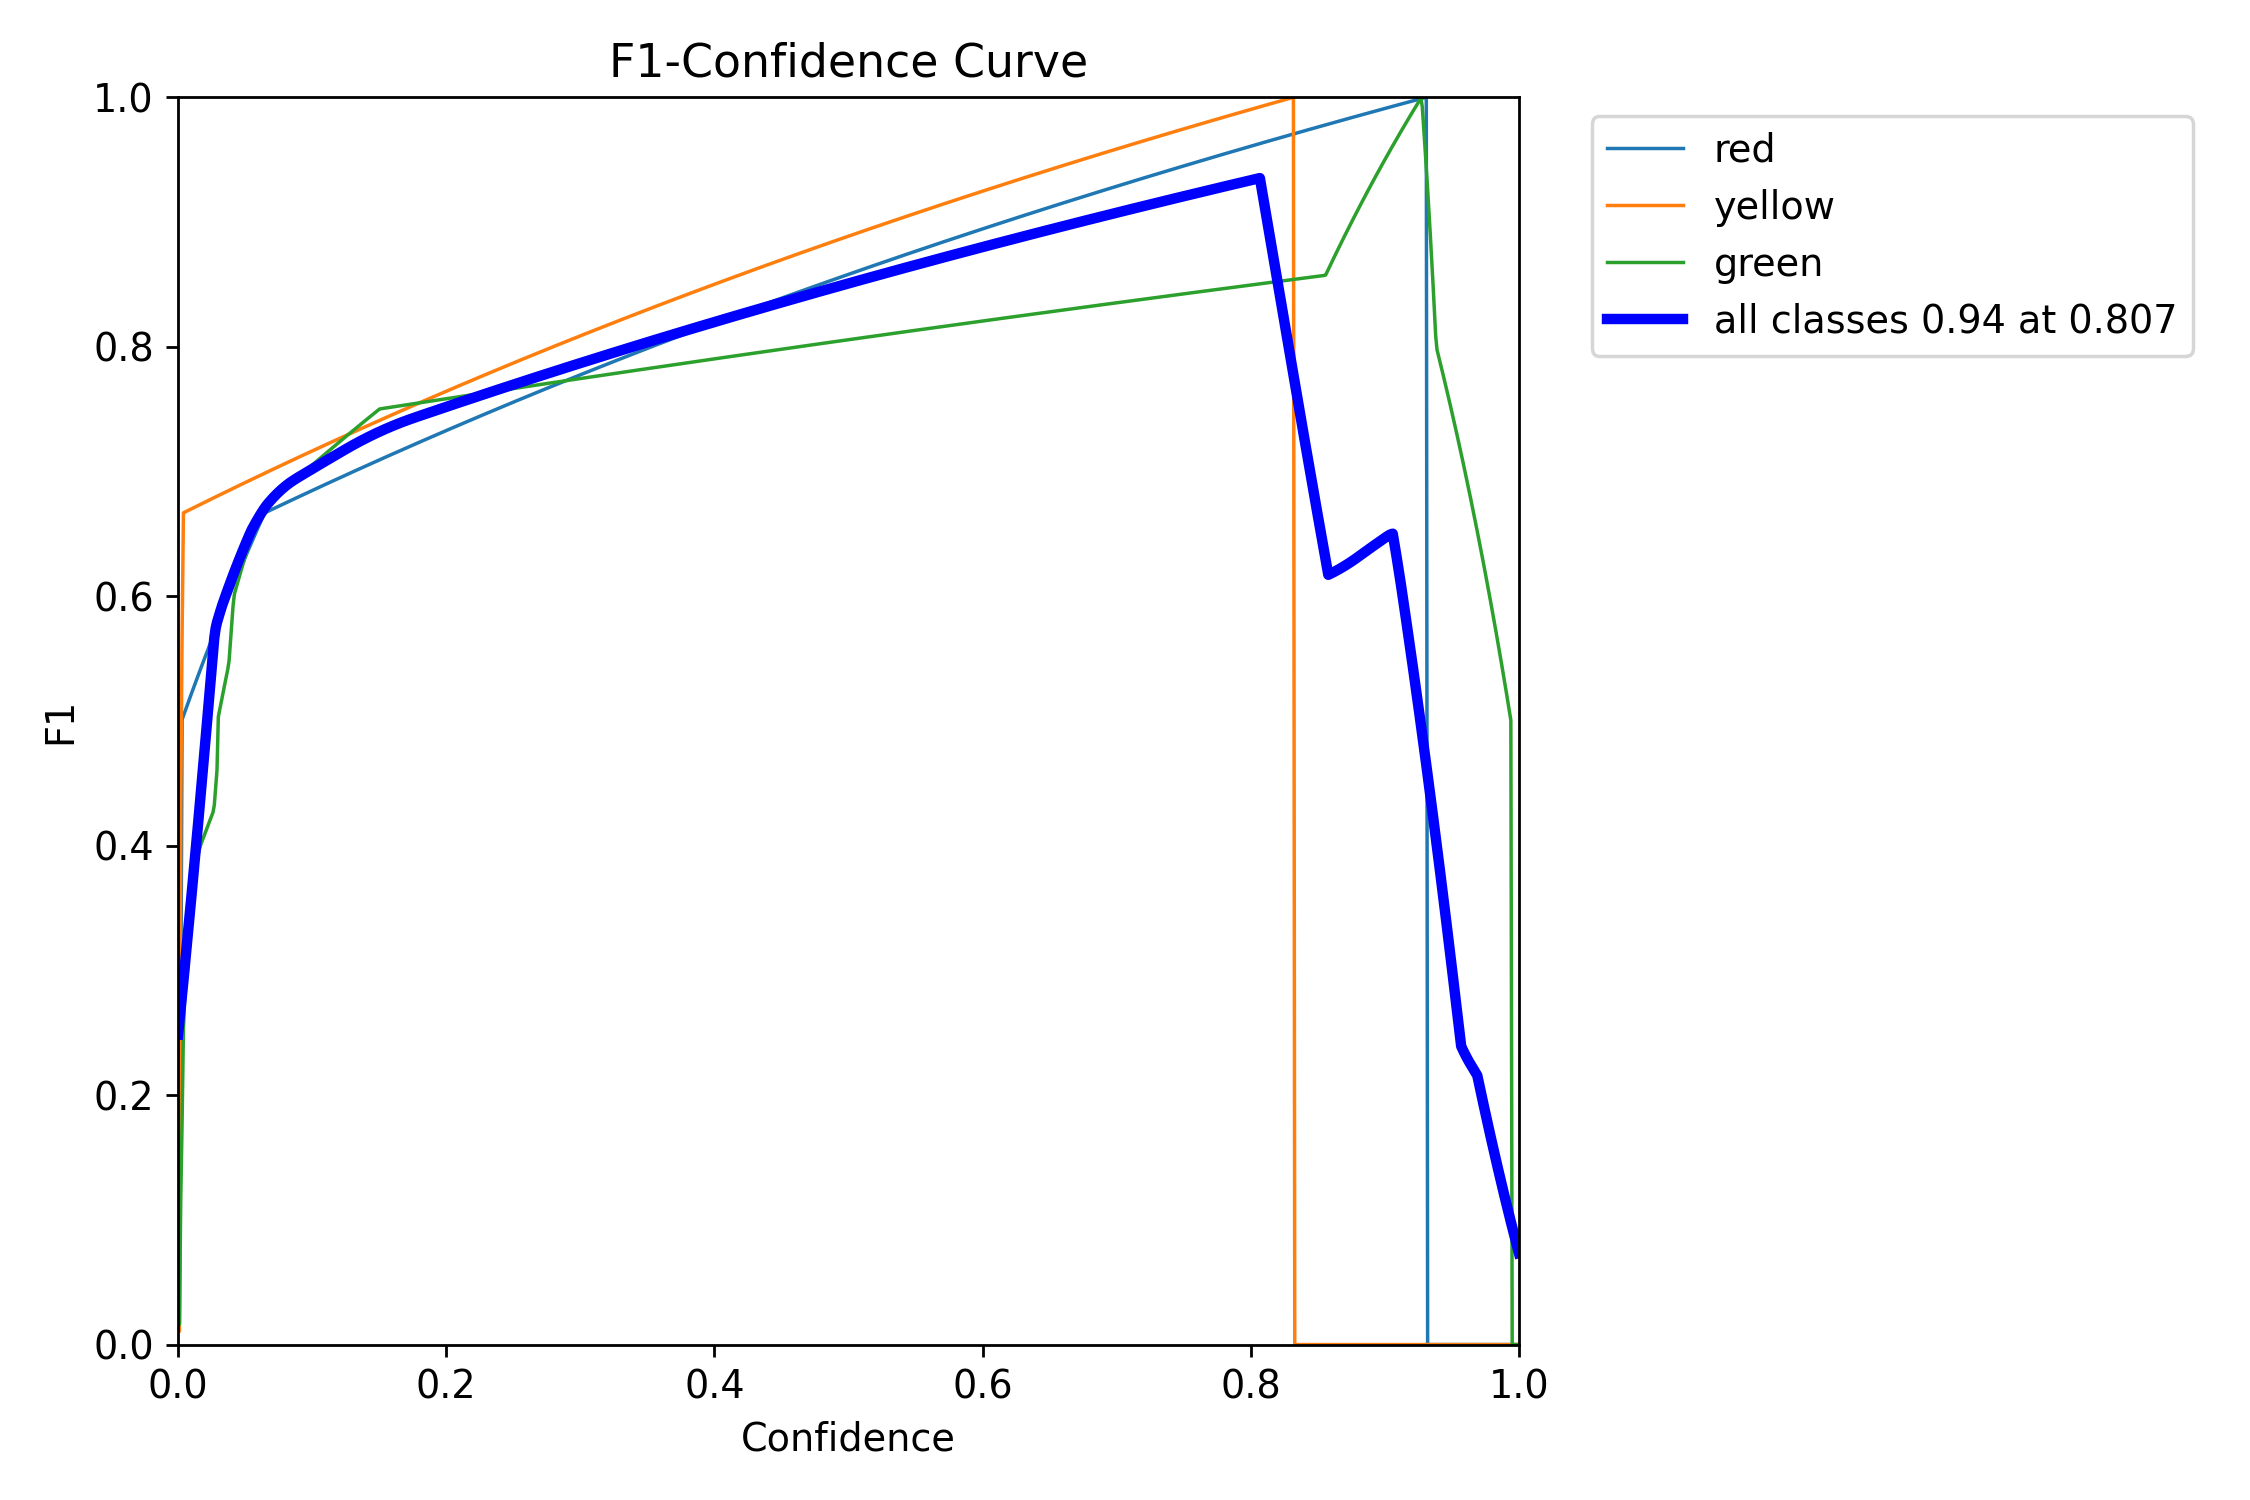 F1-Confidence Curve
1.0
0.8
0.6
0.4
0.2
0.0
F1
0.0 0.2 0.4 0.6 0.8 1.0
Confidence
red
yellow
green
all classes 0.94 at 0.807